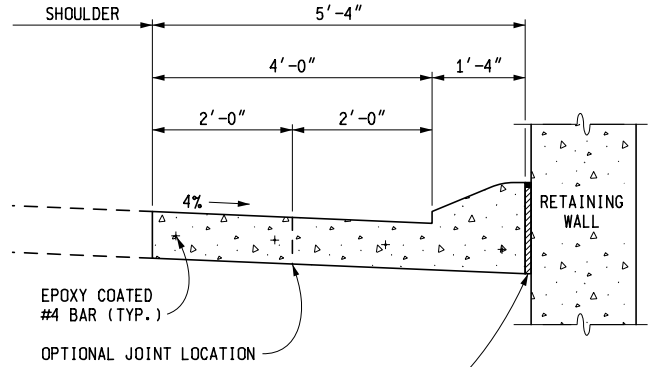 SHOULDER
5'-4"
4'-0"
1'-4"
2'-0"
2'-0"
4%
RETAINING
WALL
EPOXY COATED
#4 BAR (TYP.)
OPTIONAL JOINT LOCATION